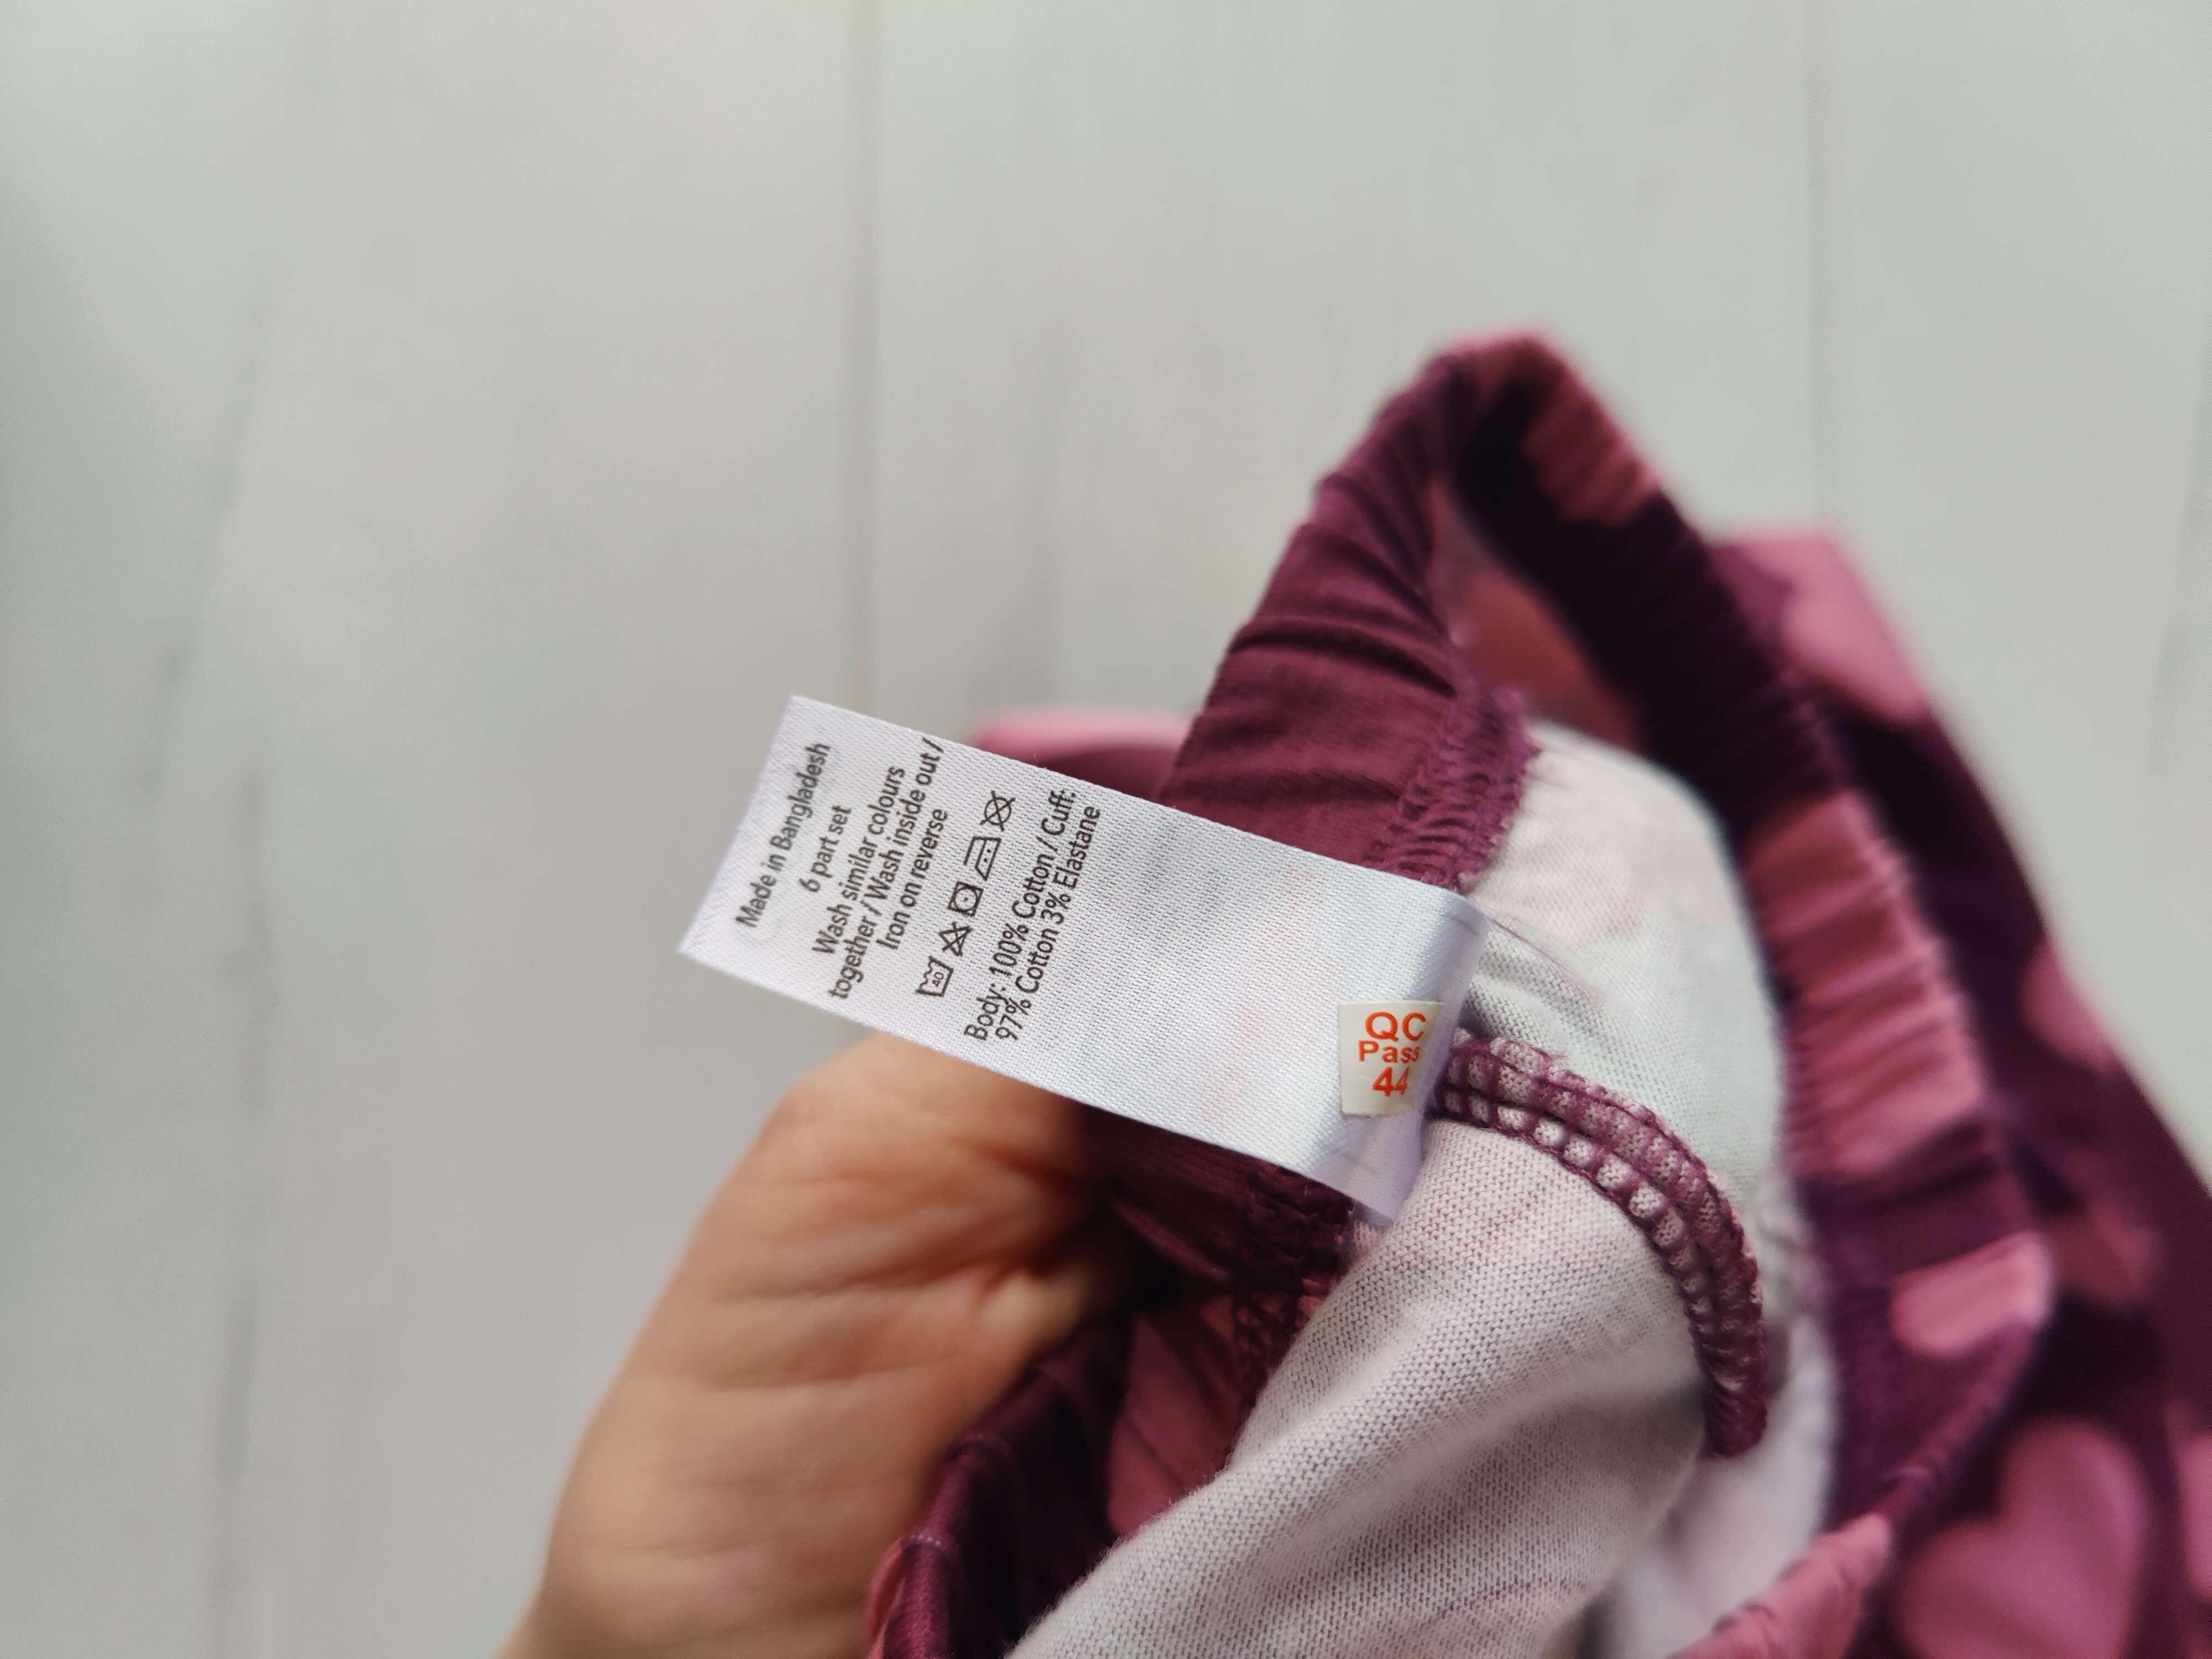 Made in Bangladesh
6 part set
Wash similar colours
together / Wash inside out /
Iron on reverse
40
Body: 100% Cotton / Cuff:
97% Cotton 3% Elastane
QC
Pass
44